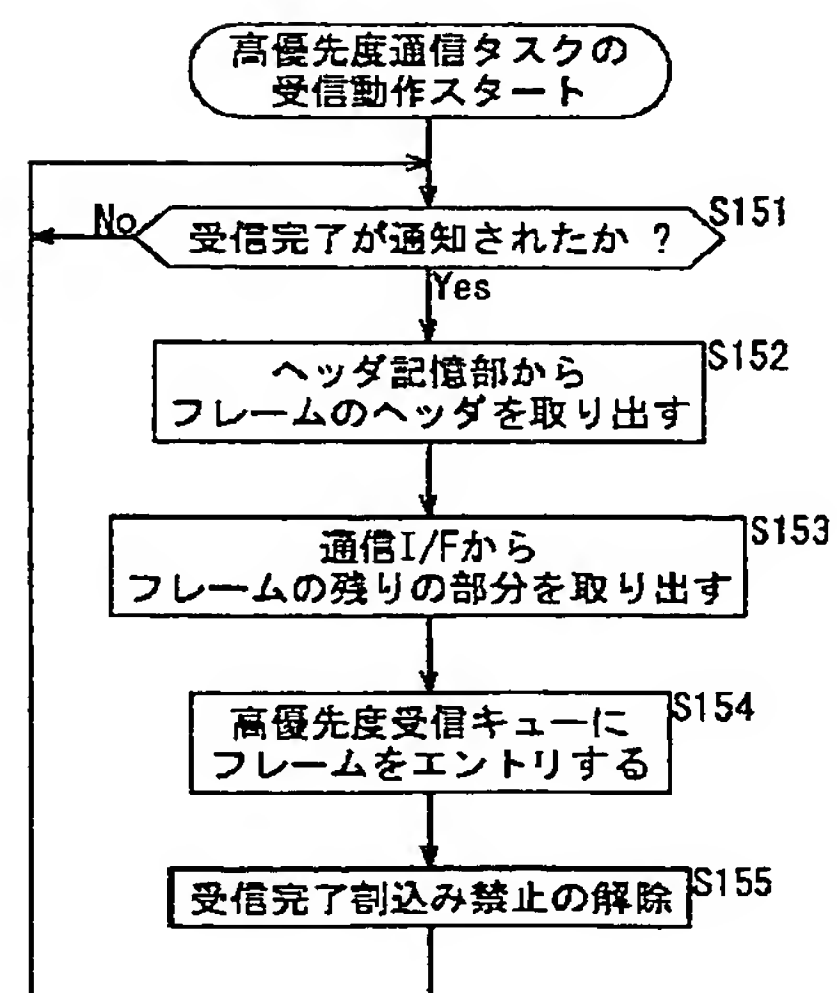 高優先度通信タスクの
受信動作スタート
No
受信完了が通知されたか ?
S151
Yes
ヘッダ記憶部から
フレームのヘッダを取り出す
S152
通信I/Fから
フレームの残りの部分を取り出す
S153
高優先度受信キューに
フレームをエントリする
S154
受信完了割込み禁止の解除
S155